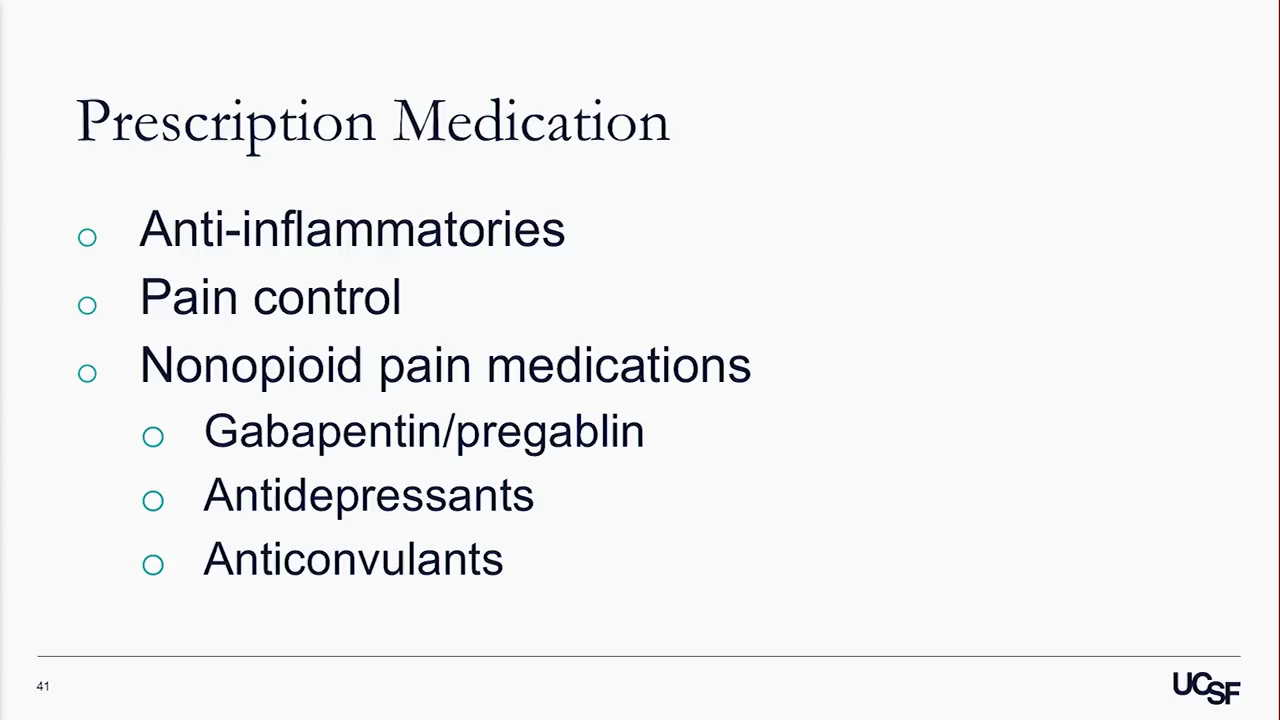 Prescription Medication
o Anti-inflammatories
o Pain control
o Nonopioid pain medications
o Gabapentin/pregablin
o Antidepressants
o Anticonvulants
41
UCSF